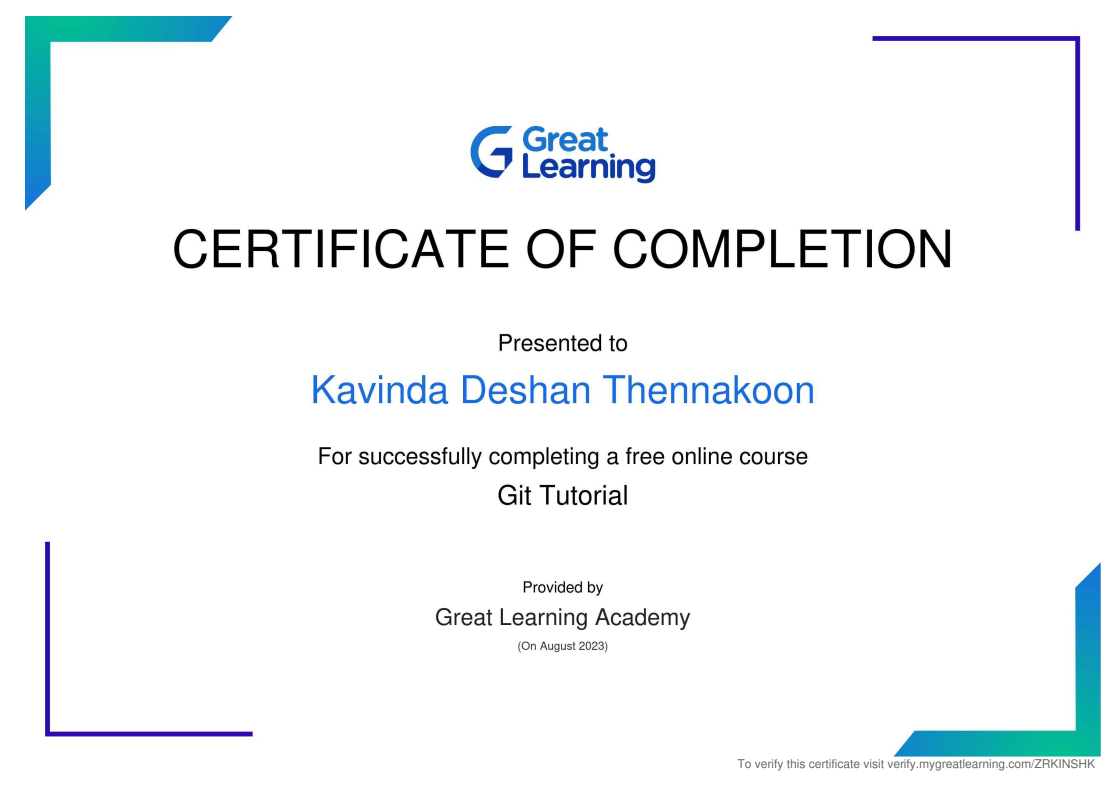 Great
Learning
CERTIFICATE OF COMPLETION
Presented to
Kavinda Deshan Thennakoon
For successfully completing a free online course
Git Tutorial
Provided by
Great Learning Academy
(On August 2023)
To verify this certificate visit verify.mygreatlearning.com/ZRKINSHK